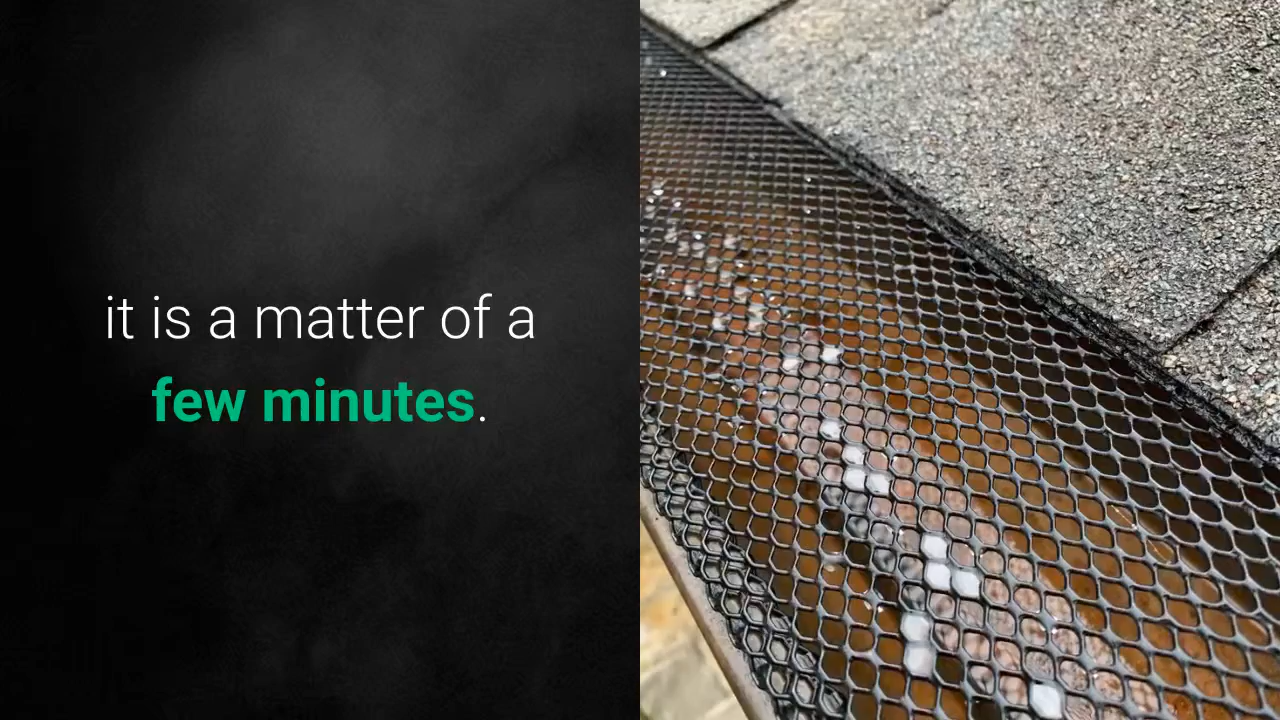 it is a matter of a
few minutes.